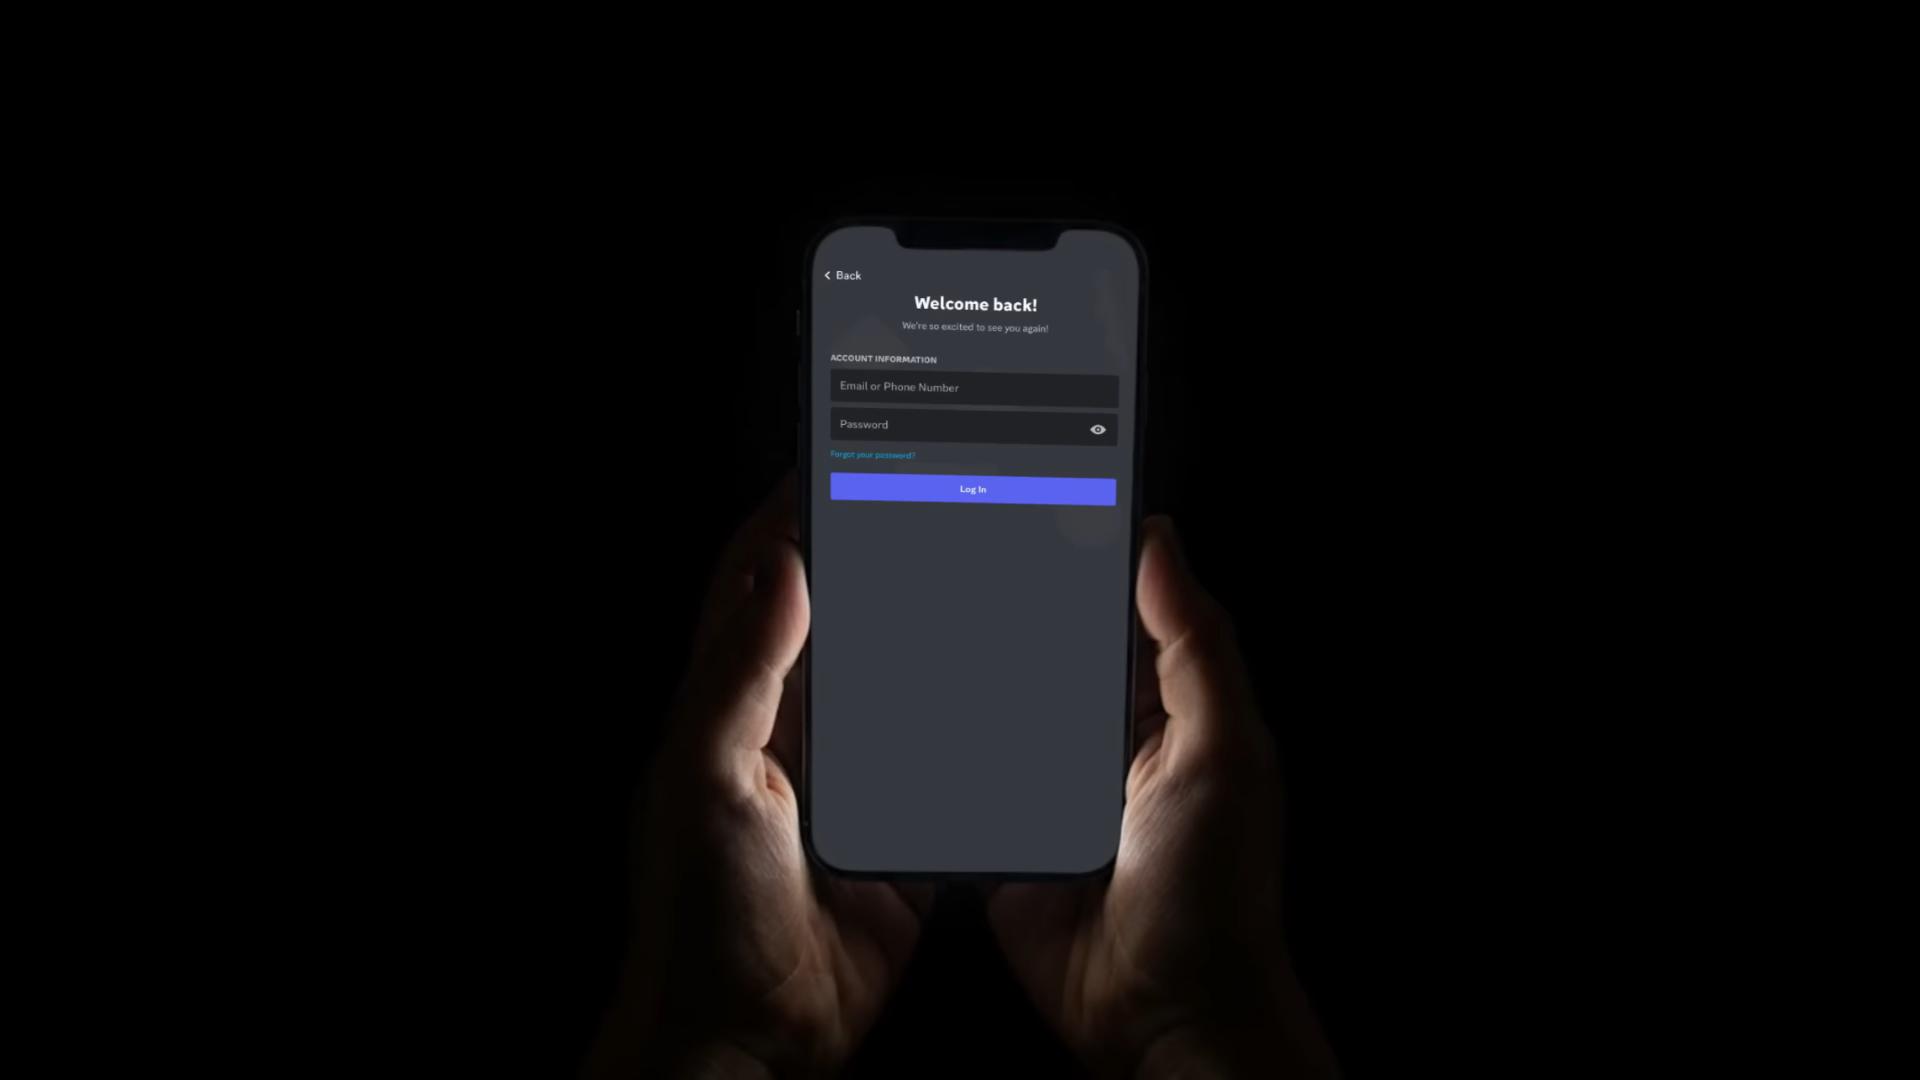 Back
Welcome back!
We're so excited to see you again!
ACCOUNT INFORMATION
Email or Phone Number
Password
Forgot your password?
Log In